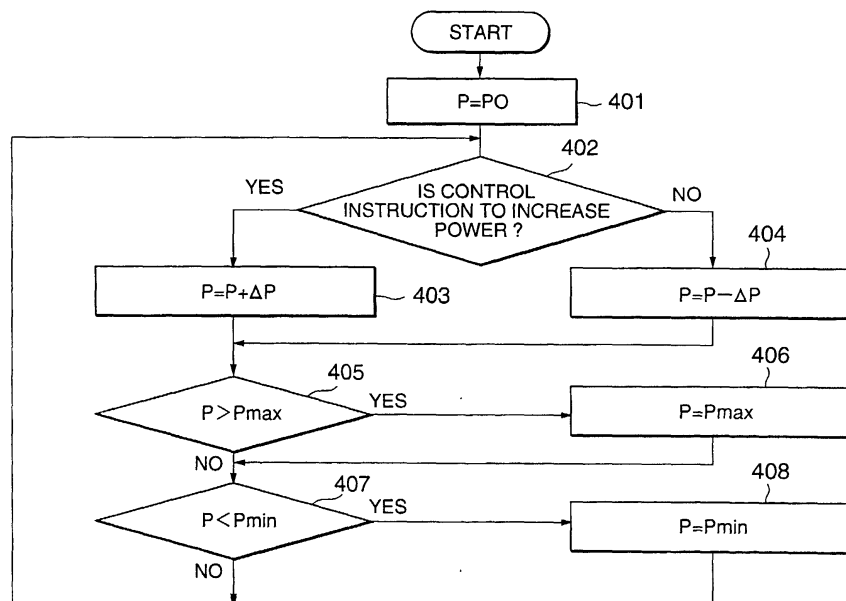 START
P=PO
401
402
YES
IS CONTROL
INSTRUCTION TO INCREASE
POWER ?
NO
404
P=P+ΔP
403
P=P−ΔP
405
406
P>Pmax
YES
P=Pmax
NO
407
408
P<Pmin
YES
P=Pmin
NO